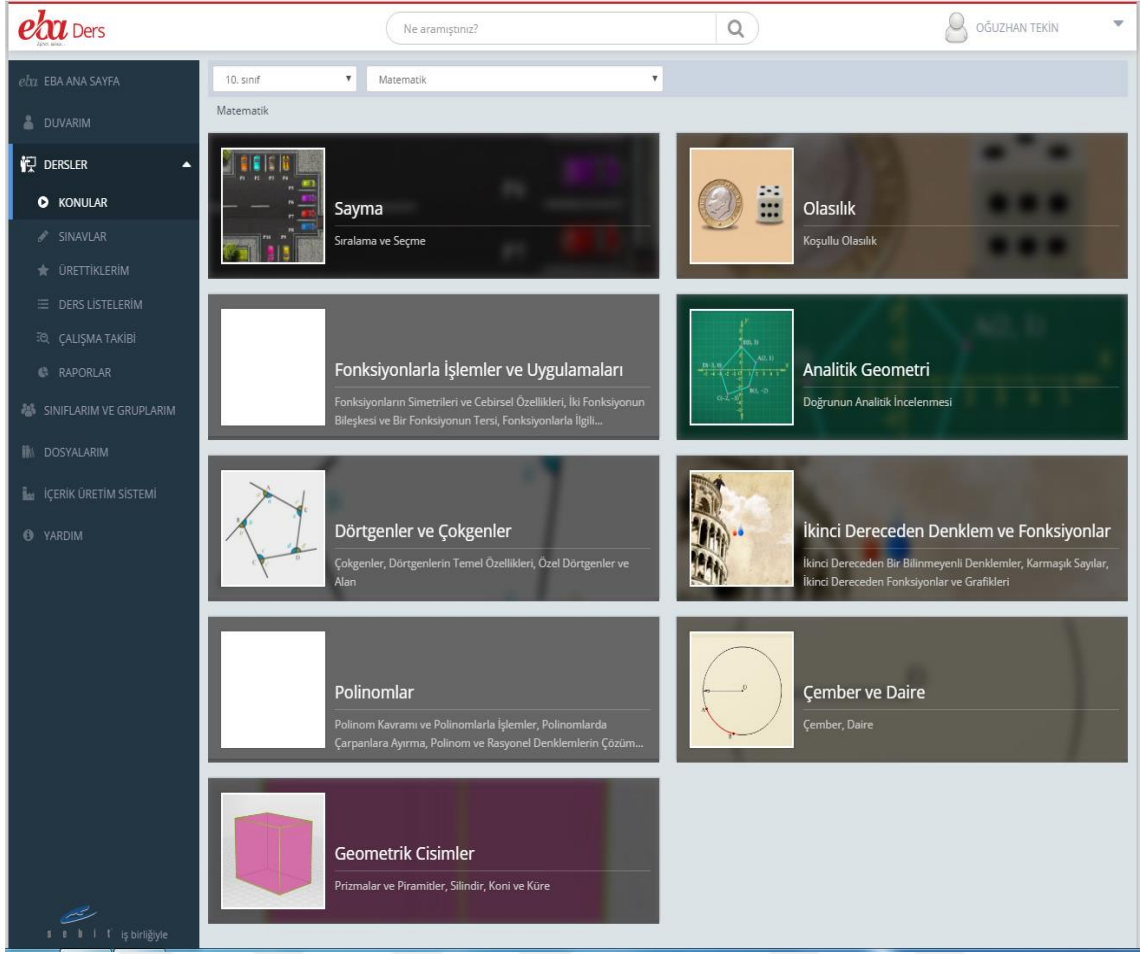 eba Ders
Ne aramıştınız?
OĞUZHAN TEKİN
eba EBA ANA SAYFA
DUVARIM
DERSLER
KONULAR
SINAVLAR
ÜRETTİKLERİM
DERS LİSTELERİM
ÇALIŞMA TAKİBİ
RAPORLAR
SINIFLARIM VE GRUPLARIM
DOSYALARIM
İÇERİK ÜRETİM SİSTEMİ
YARDIM
sebit iş birliğiyle
10. sınıf
Matematik
Matematik
Sayma
Sıralama ve Seçme
Olasılık
Koşullu Olasılık
Fonksiyonlarla İşlemler ve Uygulamaları
Fonksiyonların Simetrileri ve Cebirsel Özellikleri, İki Fonksiyonun
Bileşkesi ve Bir Fonksiyonun Tersi, Fonksiyonlarla İlgili...
Analitik Geometri
Doğrunun Analitik İncelenmesi
Dörtgenler ve Çokgenler
Çokgenler, Dörtgenlerin Temel Özellikleri, Özel Dörtgenler ve
Alan
İkinci Dereceden Denklem ve Fonksiyonlar
İkinci Dereceden Bir Bilinmeyenli Denklemler, Karmaşık Sayılar,
İkinci Dereceden Fonksiyonlar ve Grafikleri
Polinomlar
Polinom Kavramı ve Polinomlarla İşlemler, Polinomlarda
Çarpanlara Ayırma, Polinom ve Rasyonel Denklemlerin Çözüm...
Çember ve Daire
Çember, Daire
Geometrik Cisimler
Prizmalar ve Piramitler, Silindir, Koni ve Küre